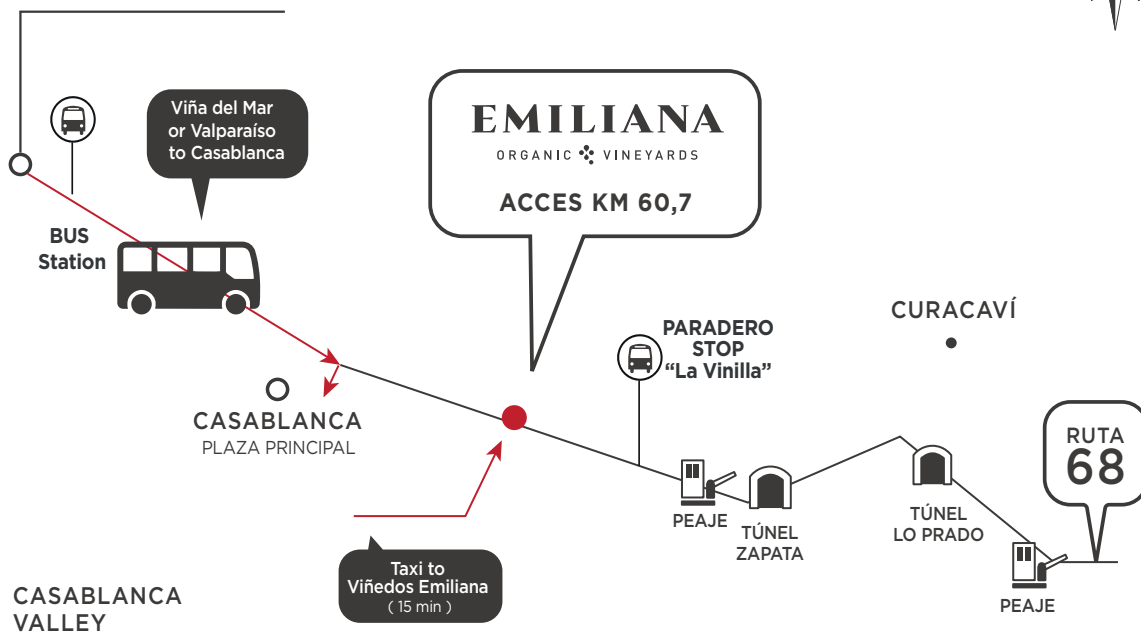 Viña del Mar
or Valparaíso
to Casablanca
EMILIANA
ORGANIC VINEYARDS
ACCES KM 60,7
BUS
Station
CURACAVÍ
PARADERO
STOP
“La Vinilla”
CASABLANCA
PLAZA PRINCIPAL
RUTA
68
PEAJE
TÚNEL
ZAPATA
TÚNEL
LO PRADO
Taxi to
Viñedos Emiliana
( 15 min )
PEAJE
CASABLANCA
VALLEY